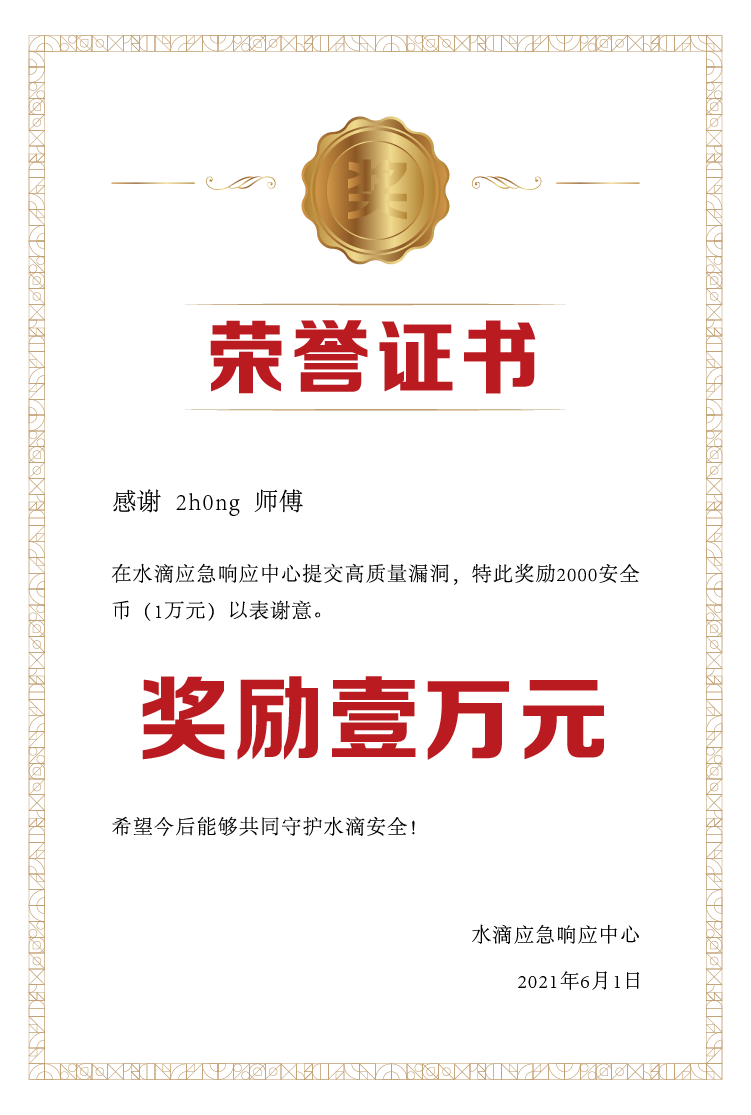 奖
荣誉证书
感谢 2h0ng 师傅
在水滴应急响应中心提交高质量漏洞，特此奖励2000安全
币（1万元）以表谢意。
奖励壹万元
希望今后能够共同守护水滴安全！
水滴应急响应中心
2021年6月1日